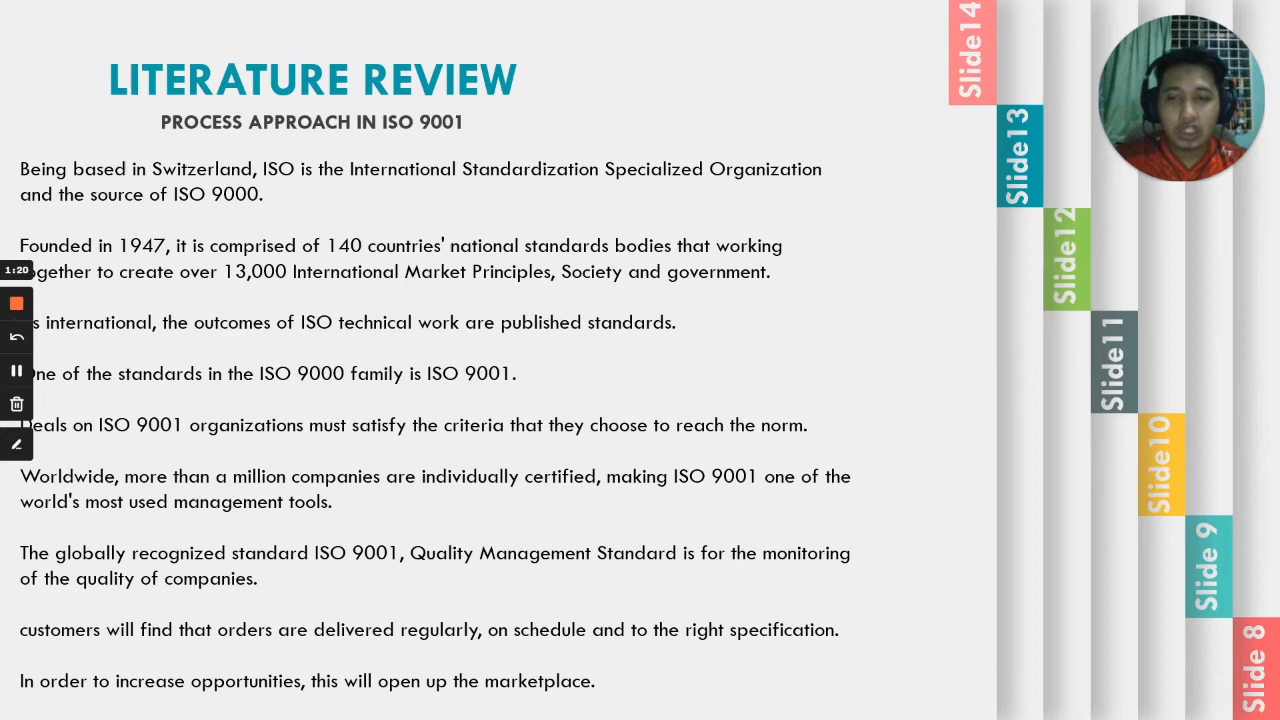 LITERATURE REVIEW
PROCESS APPROACH IN ISO 9001
Being based in Switzerland, ISO is the International Standardization Specialized Organization
and the source of ISO 9000.
Founded in 1947, it is comprised of 140 countries' national standards bodies that working
together to create over 13,000 International Market Principles, Society and government.
international, the outcomes of ISO technical work are published standards.
One of the standards in the ISO 9000 family is ISO 9001.
Deals on ISO 9001 organizations must satisfy the criteria that they choose to reach the norm.
Worldwide, more than a million companies are individually certified, making ISO 9001 one of the
world's most used management tools.
The globally recognized standard ISO 9001, Quality Management Standard is for the monitoring
of the quality of companies.
customers will find that orders are delivered regularly, on schedule and to the right specification.
In order to increase opportunities, this will open up the marketplace.
1:20
Slide14
Slide13
Slide12
Slide11
Slide10
Slide 9
Slide 8